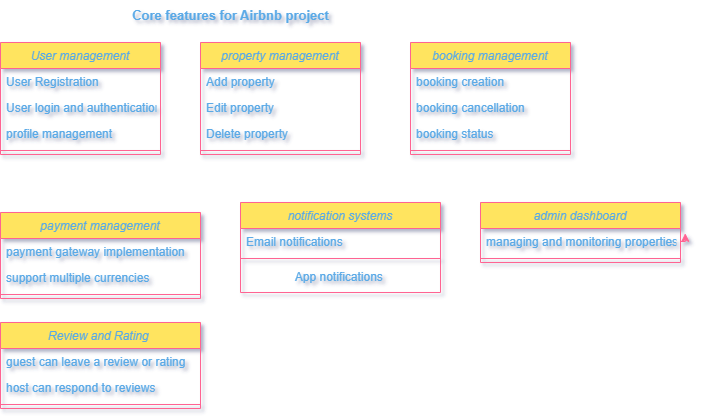 Core features for Airbnb project
User management
User Registration
User login and authentication
profile management
property management
Add property
Edit property
Delete property
booking management
booking creation
booking cancellation
booking status
payment management
payment gateway implementation
support multiple currencies
notification systems
Email notifications
App notifications
admin dashboard
managing and monitoring properties
Review and Rating
guest can leave a review or rating
host can respond to reviews